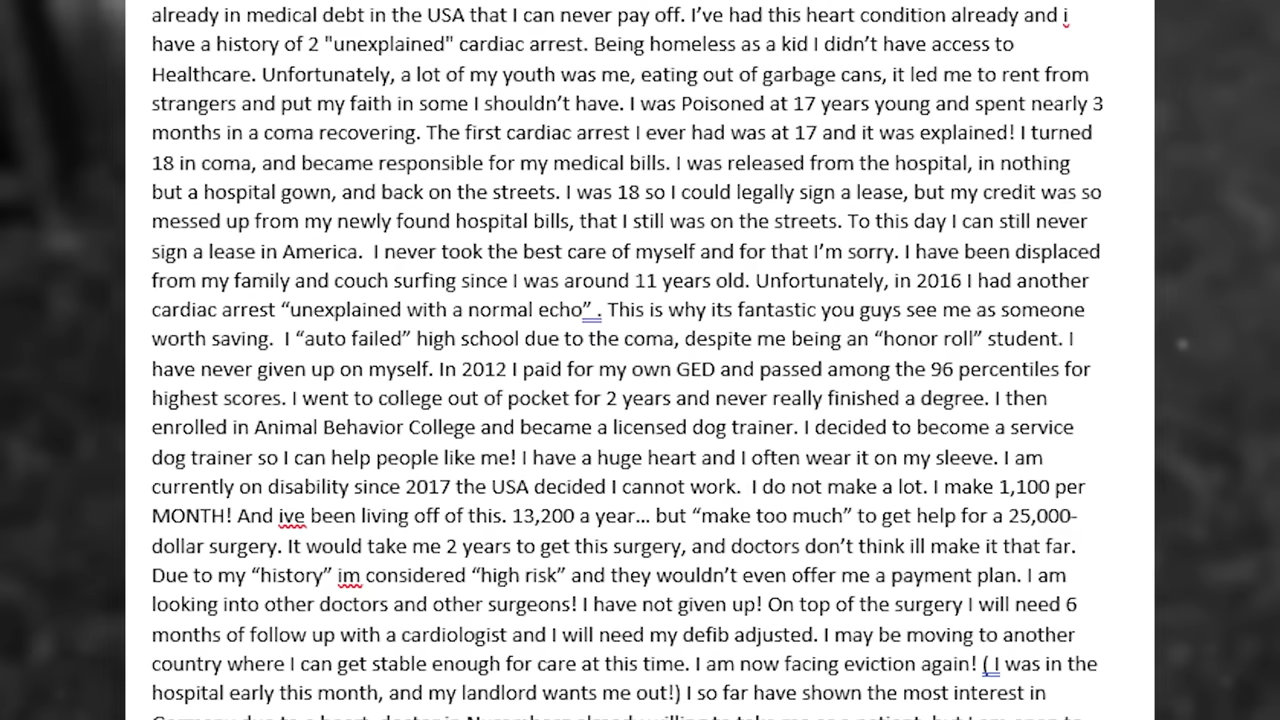 already in medical debt in the USA that I can never pay off. I’ve had this heart condition already and i
have a history of 2 "unexplained" cardiac arrest. Being homeless as a kid I didn’t have access to
Healthcare. Unfortunately, a lot of my youth was me, eating out of garbage cans, it led me to rent from
strangers and put my faith in some I shouldn’t have. I was Poisoned at 17 years young and spent nearly 3
months in a coma recovering. The first cardiac arrest I ever had was at 17 and it was explained! I turned
18 in coma, and became responsible for my medical bills. I was released from the hospital, in nothing
but a hospital gown, and back on the streets. I was 18 so I could legally sign a lease, but my credit was so
messed up from my newly found hospital bills, that I still was on the streets. To this day I can still never
sign a lease in America.  I never took the best care of myself and for that I’m sorry. I have been displaced
from my family and couch surfing since I was around 11 years old. Unfortunately, in 2016 I had another
cardiac arrest “unexplained with a normal echo” . This is why its fantastic you guys see me as someone
worth saving.  I “auto failed” high school due to the coma, despite me being an “honor roll” student. I
have never given up on myself. In 2012 I paid for my own GED and passed among the 96 percentiles for
highest scores. I went to college out of pocket for 2 years and never really finished a degree. I then
enrolled in Animal Behavior College and became a licensed dog trainer. I decided to become a service
dog trainer so I can help people like me! I have a huge heart and I often wear it on my sleeve. I am
currently on disability since 2017 the USA decided I cannot work.  I do not make a lot. I make 1,100 per
MONTH! And ive been living off of this. 13,200 a year... but “make too much” to get help for a 25,000-
dollar surgery. It would take me 2 years to get this surgery, and doctors don’t think ill make it that far.
Due to my “history” im considered “high risk” and they wouldn’t even offer me a payment plan. I am
looking into other doctors and other surgeons! I have not given up! On top of the surgery I will need 6
months of follow up with a cardiologist and I will need my defib adjusted. I may be moving to another
country where I can get stable enough for care at this time. I am now facing eviction again! ( I was in the
hospital early this month, and my landlord wants me out!) I so far have shown the most interest in